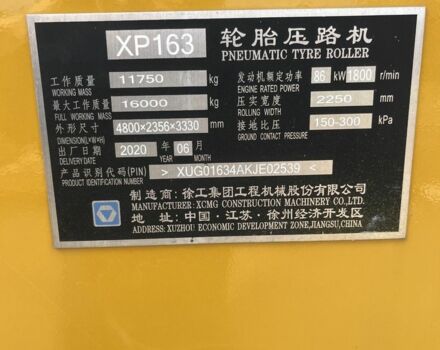 XP163 轮胎压路机
PNEUMATIC TYRE ROLLER
工作质量 11750 kg 发动机额定功率 86 kW 1800 r/min
WORKING MASS ENGINE RATED POWER
最大工作质量 16000 kg 压实宽度 2250 mm
FULL WORKING MASS ROLLING WIDTH
外形尺寸 4800×2356×3330 mm 接地比压 150-300 kPa
DIMENSION(L×W×H) GROUND CONTACT PRESSURE
出厂日期 2020 年 06 月
DELIVERY DATE YEAR MONTH
产品识别代码(PIN) > XUG01634AKJE02539 >
PRODUCT IDENTIFICATION NUMBER
制造商: 徐工集团工程机械股份有限公司
XCMG CONSTRUCTION MACHINERY CO.,LTD.
地址: 中国·江苏·徐州经济开发区
ADDRESS: XUZHOU ECONOMIC DEVELOPMENT ZONE,JIANGSU,CHINA